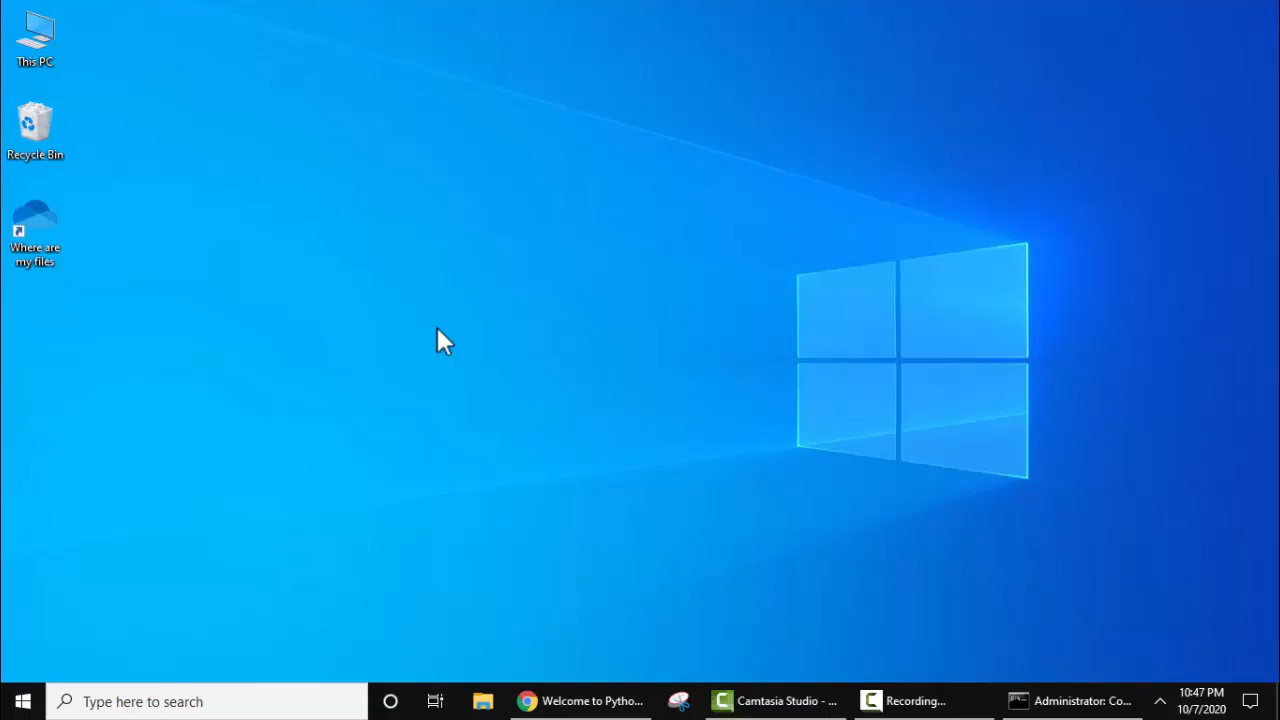 This PC
Recycle Bin
Where are
my files
Type here to search
Welcome to Pytho...
Camtasia Studio - ...
Recording...
Administrator: Co...
10:47 PM
10/7/2020